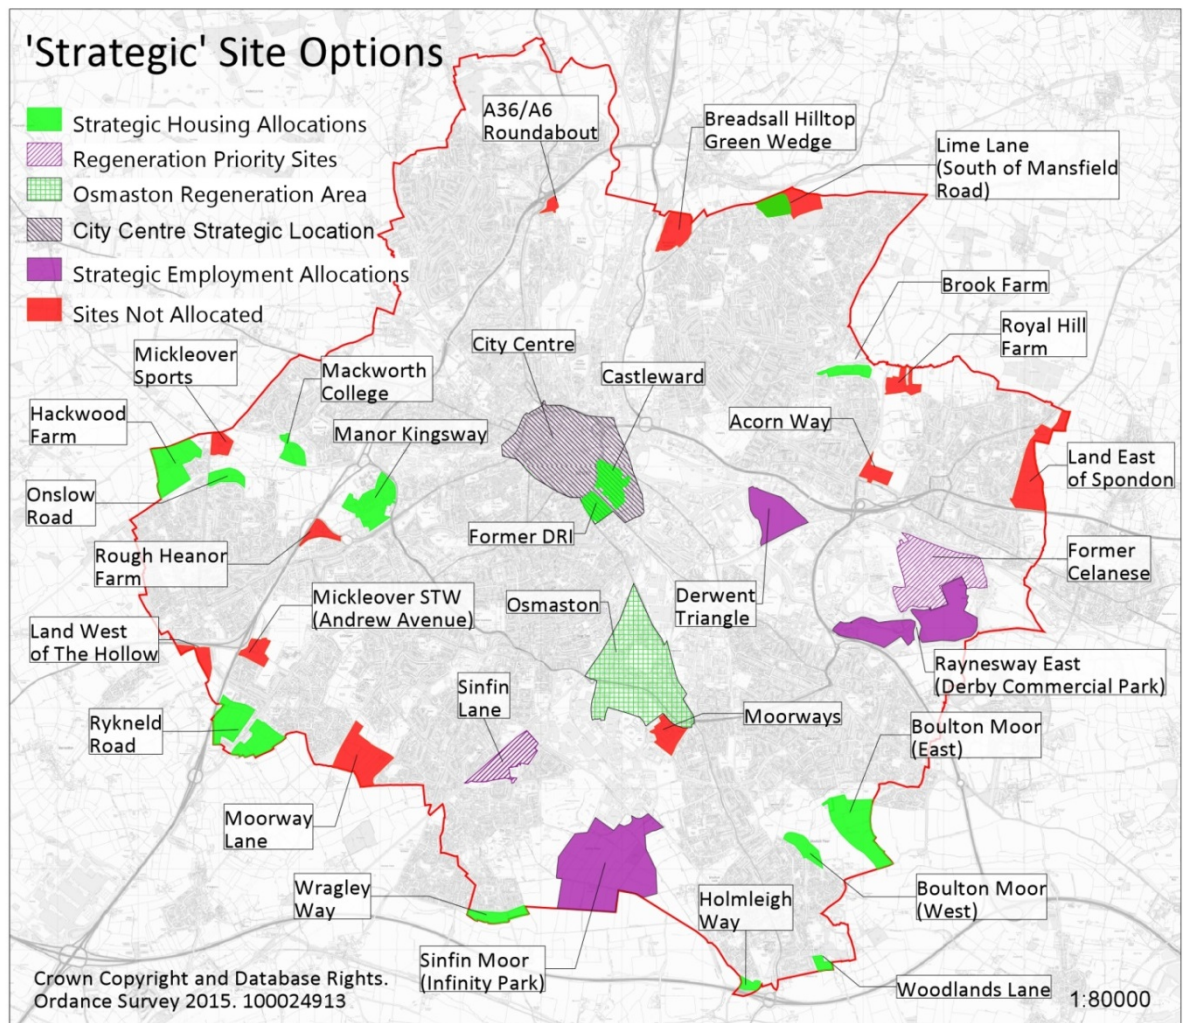 'Strategic' Site Options
Strategic Housing Allocations
Regeneration Priority Sites
Osmaston Regeneration Area
City Centre Strategic Location
Strategic Employment Allocations
Sites Not Allocated
A36/A6
Roundabout
Breadsall Hilltop
Green Wedge
Lime Lane
(South of Mansfield
Road)
Brook Farm
Royal Hill
Farm
City Centre
Castleward
Mickleover
Sports
Mackworth
College
Hackwood
Farm
Manor Kingsway
Acorn Way
Land East
of Spondon
Onslow
Road
Former DRI
Rough Heanor
Farm
Former
Celanese
Mickleover STW
(Andrew Avenue)
Osmaston
Derwent
Triangle
Land West
of The Hollow
Raynesway East
(Derby Commercial Park)
Sinfin
Lane
Rykneld
Road
Moorways
Boulton Moor
(East)
Moorway
Lane
Wragley
Way
Holmleigh
Way
Boulton Moor
(West)
Sinfin Moor
(Infinity Park)
Woodlands Lane
Crown Copyright and Database Rights.
Ordance Survey 2015. 100024913
1:80000